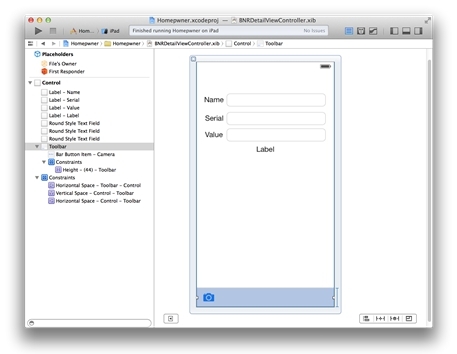 Homepwner.xcodeproj — BNRDetailViewController.xib
Hom... iPad
Finished running Homepwner on iPad
No Issues
Homepwner Homepwner BNRDetailViewController.xib Control Toolbar
Placeholders
File's Owner
First Responder
Control
Label – Name
Label – Serial
Label – Value
Label – Label
Round Style Text Field
Round Style Text Field
Round Style Text Field
Toolbar
Bar Button Item – Camera
Constraints
Height – (44) – Toolbar
Constraints
Horizontal Space – Toolbar – Control
Vertical Space – Control – Toolbar
Horizontal Space – Control – Toolbar
Name
Serial
Value
Label